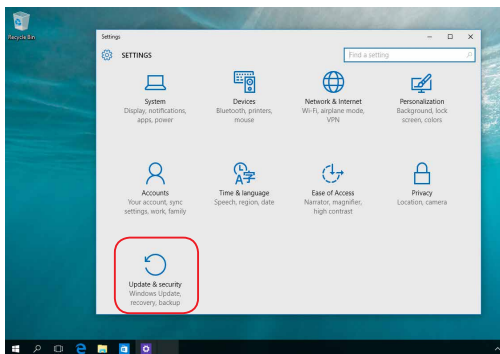 Recycle Bin
Settings
SETTINGS
Find a setting
System
Display, notifications,
apps, power
Devices
Bluetooth, printers,
mouse
Network & Internet
Wi-Fi, airplane mode,
VPN
Personalization
Background, lock
screen, colors
Accounts
Your account, sync
settings, work, family
Time & language
Speech, region, date
Ease of Access
Narrator, magnifier,
high contrast
Privacy
Location, camera
Update & security
Windows Update,
recovery, backup